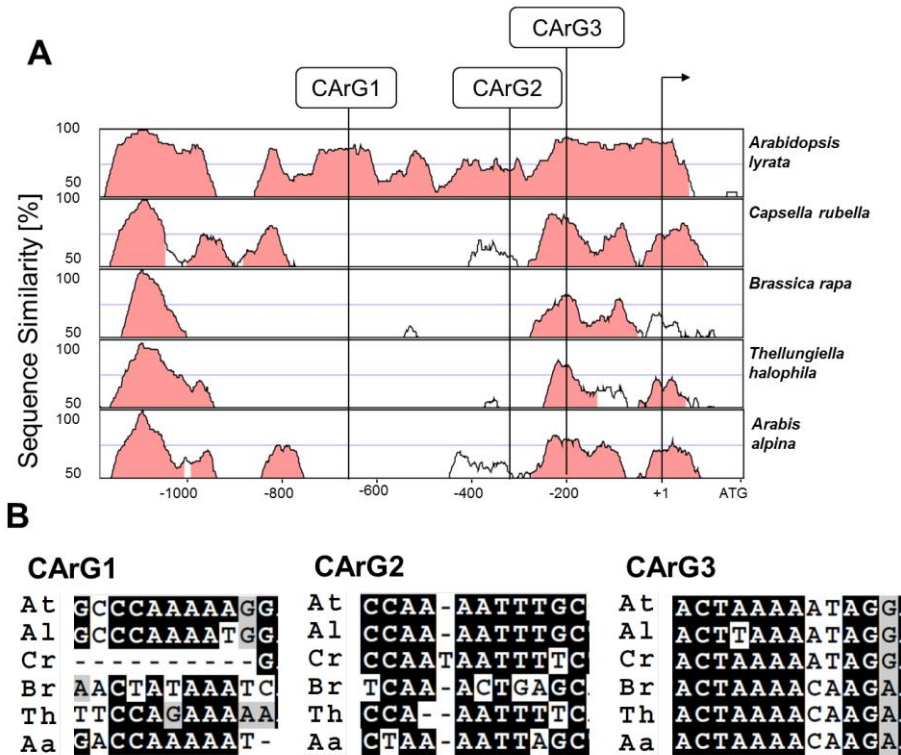 A
CArG3
CArG1
CArG2
Sequence Similarity [%]
100
50
Arabidopsis
lyrata
100
50
Capsella rubella
100
50
Brassica rapa
100
50
Thellungiella
halophila
100
50
Arabis
alpina
-1000
-800
-600
-400
-200
+1
ATG
B
CArG1
At GCCCAAAAAGG
Al GCCCAAAATGG
Cr ----------G
Br AACTATAAATC
Th TTCCAGAAAAA
Aa GACCAAAAT-
CArG2
At CCAA-AATTTGC
Al CCAA-AATTTGC
Cr CCAATAATTTTC
Br TCAA-ACTGAGC
Th CCA--AATTTTC
Aa CTAA-AATTAGC
CArG3
At ACTAAAAATAGG
Al ACTTAAAATAGG
Cr ACTAAAAATAGG
Br ACTAAAACAAGA
Th ACTAAAACAAGA
Aa ACTAAAACAAGA